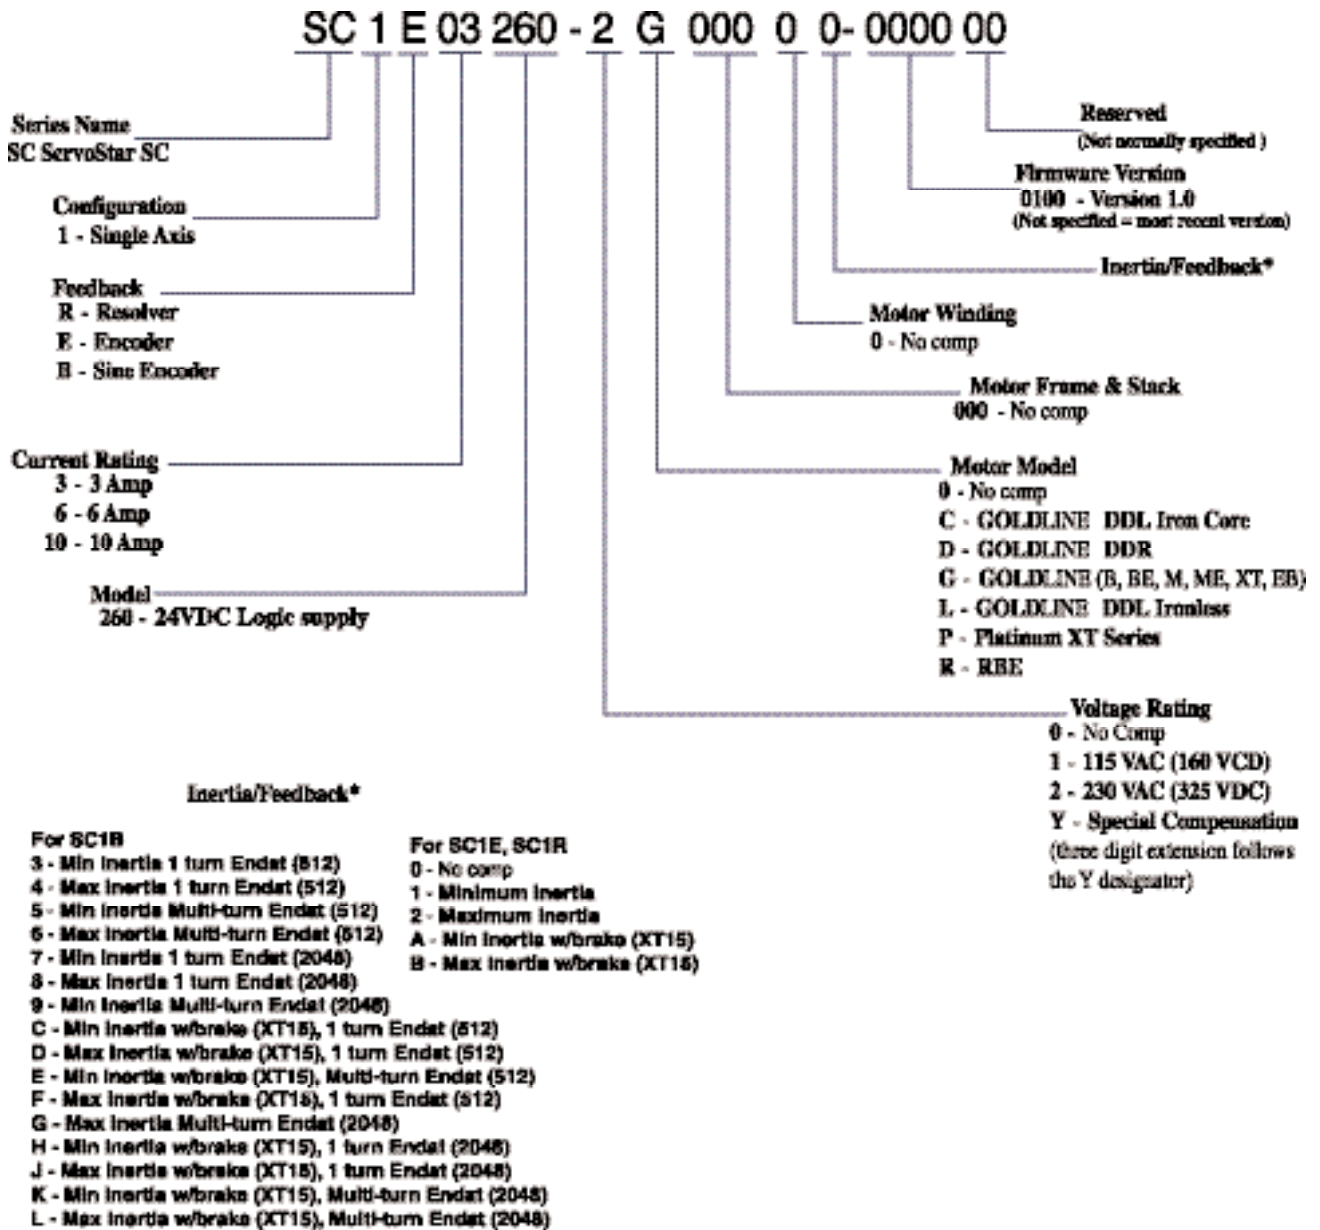 SC 1 E 03 260 - 2 G 000 0 0- 0000 00
Series Name
SC ServoStar SC
Configuration
1 - Single Axis
Feedback
R - Resolver
E - Encoder
B - Sine Encoder
Current Rating
3 - 3 Amp
6 - 6 Amp
10 - 10 Amp
Model
260 - 24VDC Logic supply
Reserved
(Not normally specified )
Firmware Version
0100 - Version 1.0
(Not specified = most recent version)
Inertia/Feedback*
Motor Winding
0 - No comp
Motor Frame & Stack
000 - No comp
Motor Model
0 - No comp
C - GOLDLINE DDL Iron Core
D - GOLDLINE DDR
G - GOLDLINE (B, BE, M, ME, XT, EB)
L - GOLDLINE DDL Ironless
P - Platinum XT Series
R - RBE
Voltage Rating
0 - No Comp
1 - 115 VAC (160 VCD)
2 - 230 VAC (325 VDC)
Y - Special Compensation
(three digit extension follows
the Y designator)
Inertia/Feedback*
For SC1B
3 - Min Inertia 1 turn Endat (512)
4 - Max Inertia 1 turn Endat (512)
5 - Min Inertia Multi-turn Endat (512)
6 - Max Inertia Multi-turn Endat (512)
7 - Min Inertia 1 turn Endat (2048)
8 - Max Inertia 1 turn Endat (2048)
9 - Min Inertia Multi-turn Endat (2048)
C - Min Inertia w/brake (XT15), 1 turn Endat (512)
D - Max Inertia w/brake (XT15), 1 turn Endat (512)
E - Min Inertia w/brake (XT15), Multi-turn Endat (512)
F - Max Inertia w/brake (XT15), 1 turn Endat (512)
G - Max Inertia Multi-turn Endat (2048)
H - Min Inertia w/brake (XT15), 1 turn Endat (2048)
J - Max Inertia w/brake (XT15), 1 turn Endat (2048)
K - Min Inertia w/brake (XT15), Multi-turn Endat (2048)
L - Max Inertia w/brake (XT15), Multi-turn Endat (2048)
For SC1E, SC1R
0 - No comp
1 - Minimum Inertia
2 - Maximum Inertia
A - Min Inertia w/brake (XT15)
B - Max Inertia w/brake (XT15)